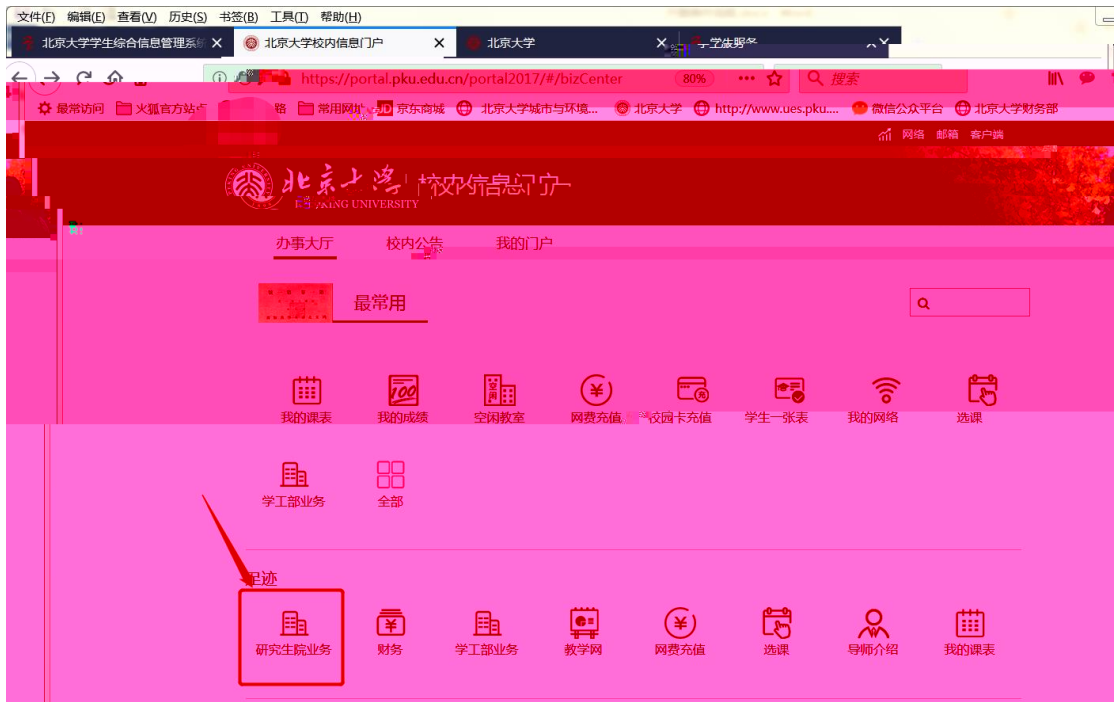 文件(F) 编辑(E) 查看(V) 历史(S) 书签(B) 工具(T) 帮助(H)
北京大学学生综合信息管理系统 北京大学校内信息门户 北京大学
https://portal.pku.edu.cn/portal2017/#/bizCenter 80% 搜索
最常访问 火狐官方站点 常用网址 JD 京东商城 北京大学城市与环境... 北京大学 http://www.ues.pku.... 微信公众平台 北京大学财务部
网络 邮箱 客户端
北京大学 校内信息门户
UNIVERSITY
办事大厅 校内公告 我的门户
最常用
100 空闲
我的课表 我的成绩 空闲教室 网费充值 校园卡充值 学生一张表 我的网络 选课
学工部业务 全部
足迹
研究生院业务 财务 学工部业务 教学网 网费充值 选课 导师介绍 我的课表